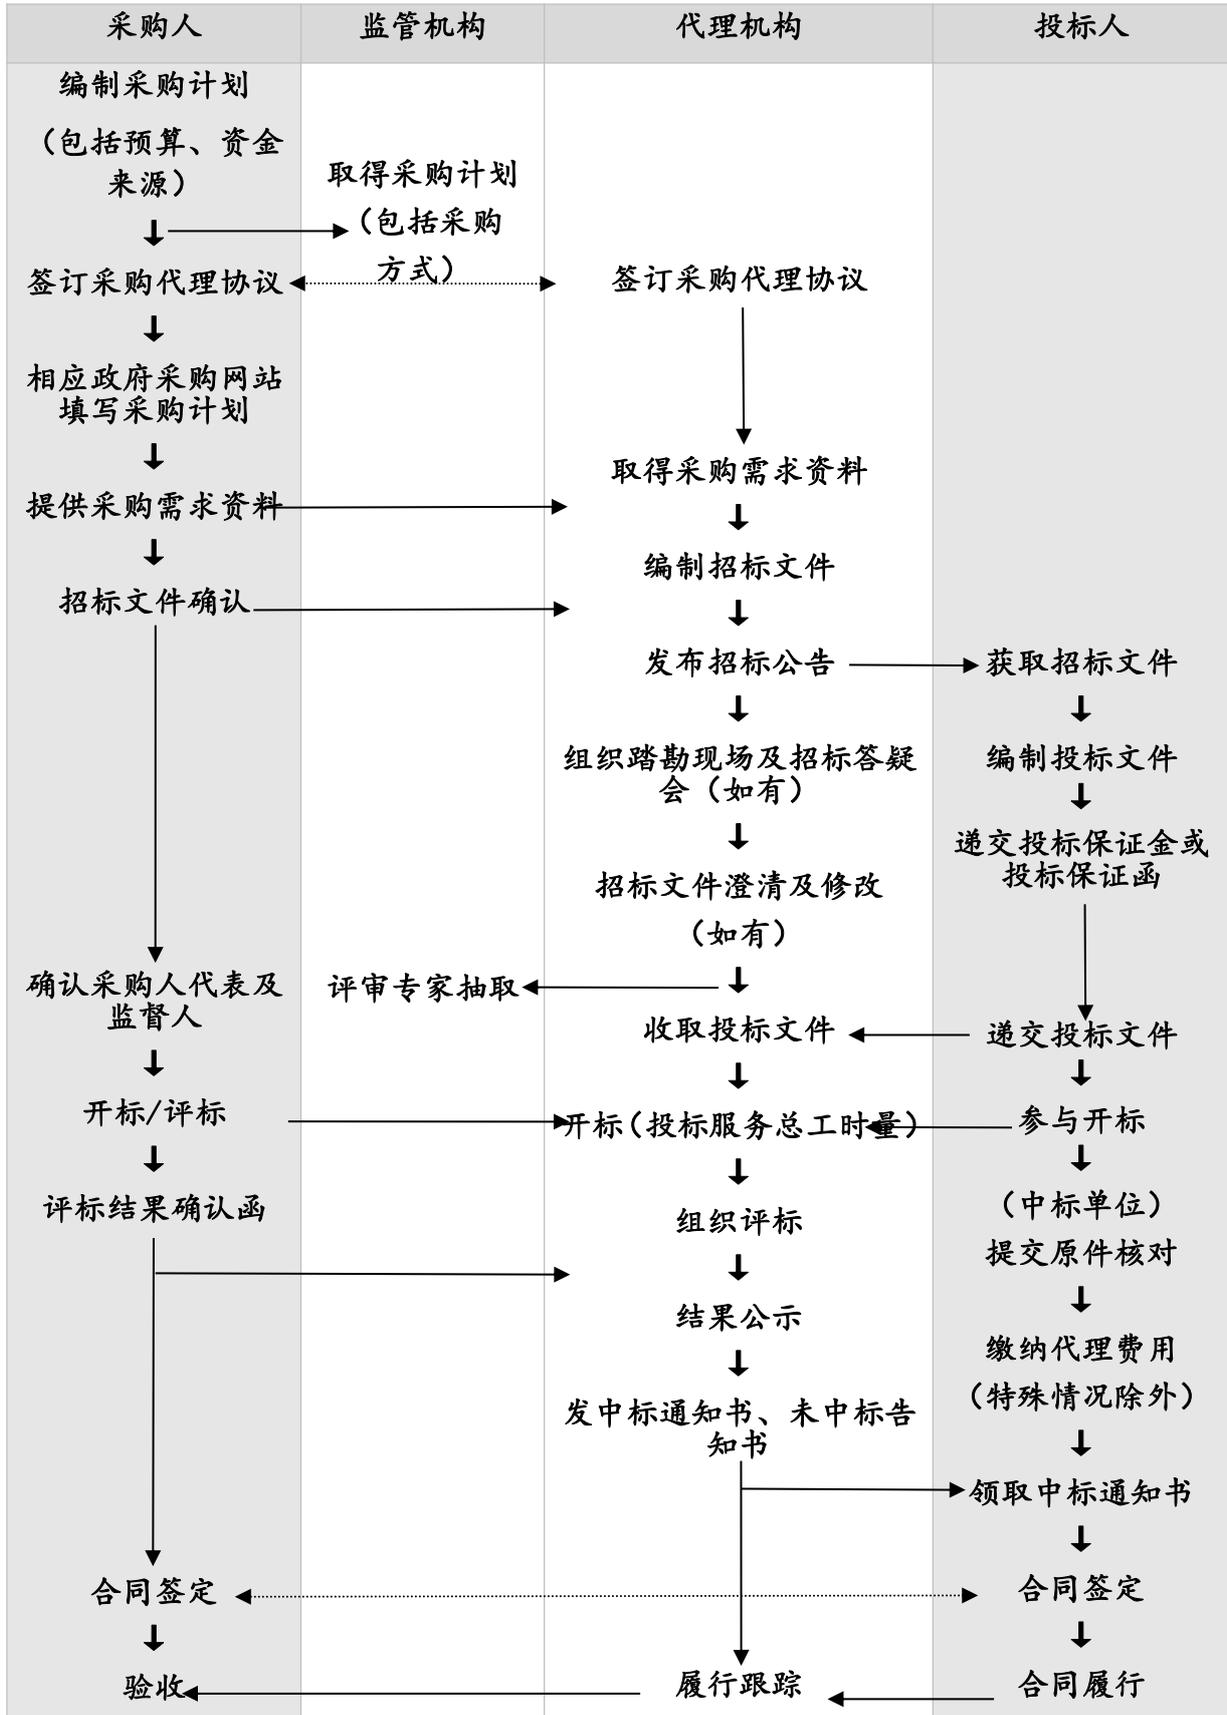 采购人
监管机构
代理机构
投标人
编制采购计划
（包括预算、资金
来源）
签订采购代理协议
相应政府采购网站
填写采购计划
提供采购需求资料
招标文件确认
确认采购人代表及
监督人
开标/评标
评标结果确认函
合同签定
验收
取得采购计划
（包括采购
方式）
评审专家抽取
签订采购代理协议
取得采购需求资料
编制招标文件
发布招标公告
组织踏勘现场及招标答疑
会（如有）
招标文件澄清及修改
（如有）
收取投标文件
开标（投标服务总工时量）
组织评标
结果公示
发中标通知书、未中标告
知书
履行跟踪
获取招标文件
编制投标文件
递交投标保证金或
投标保证函
递交投标文件
参与开标
（中标单位）
提交原件核对
缴纳代理费用
（特殊情况除外）
领取中标通知书
合同签定
合同履行